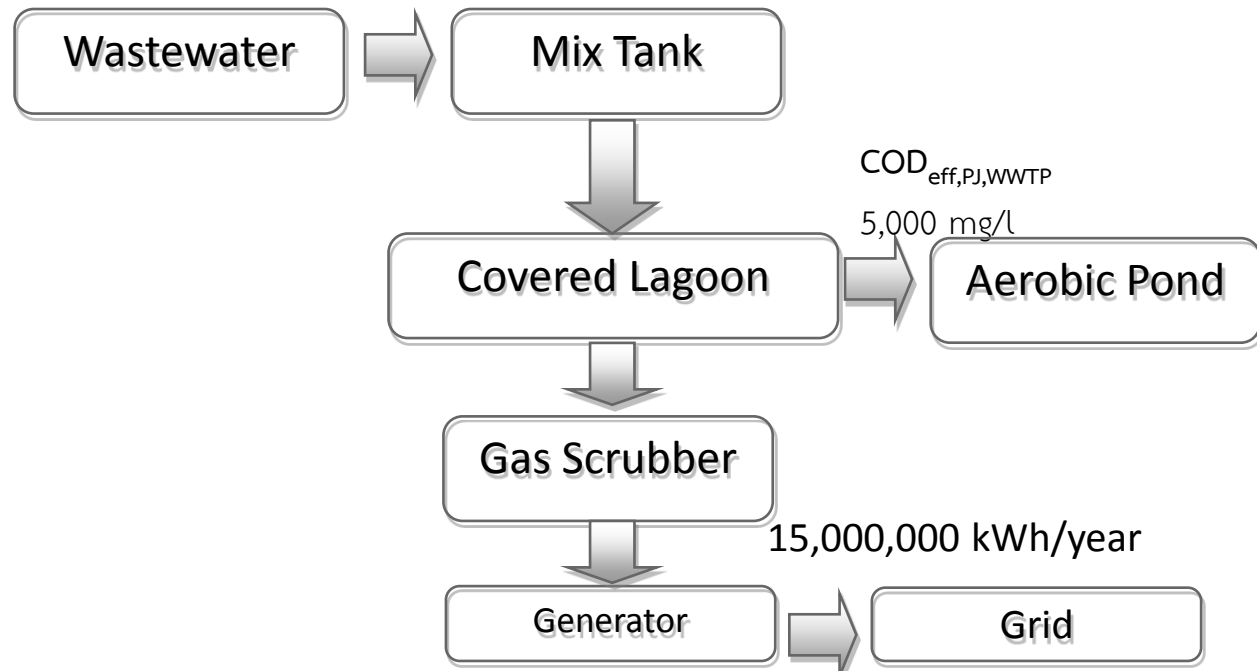 Wastewater
Mix Tank
COD_eff,PJ,WWTP
5,000 mg/l
Covered Lagoon
Aerobic Pond
Gas Scrubber
15,000,000 kWh/year
Generator
Grid